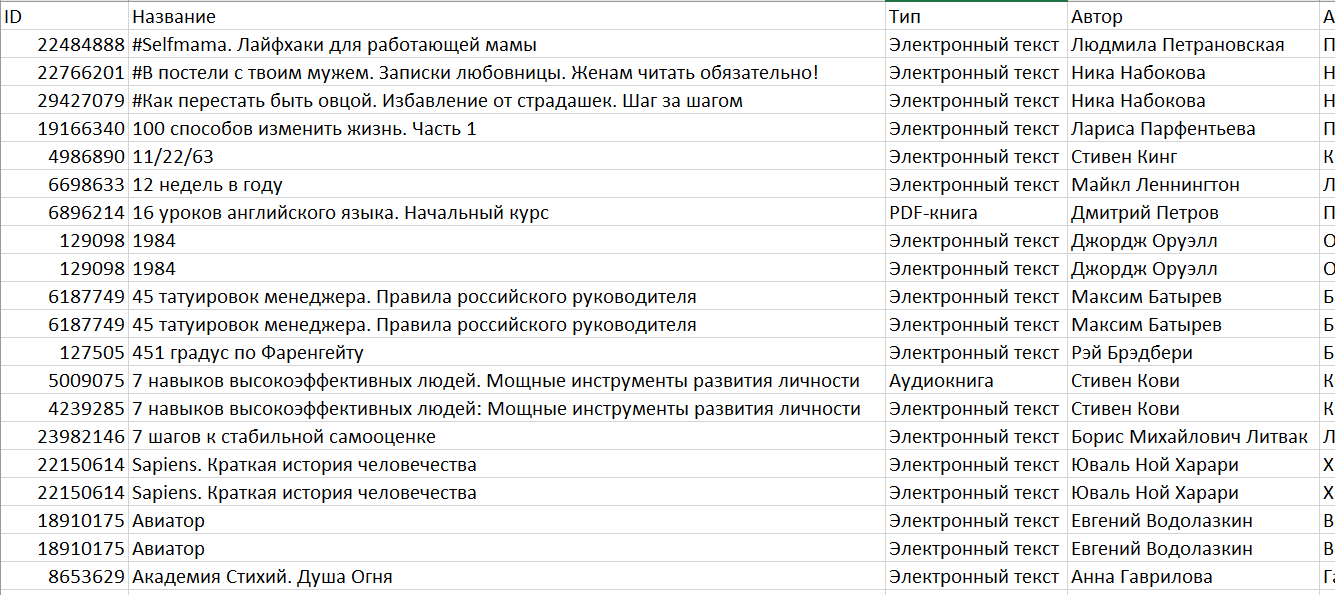 ID Название Тип Автор А
22484888 #Selfmama. Лайфхаки для работающей мамы Электронный текст Людмила Петрановская П
22766201 #В постели с твоим мужем. Записки любовницы. Женам читать обязательно! Электронный текст Ника Набокова Н
29427079 #Как перестать быть овцой. Избавление от страдашек. Шаг за шагом Электронный текст Ника Набокова Н
19166340 100 способов изменить жизнь. Часть 1 Электронный текст Лариса Парфентьева П
4986890 11/22/63 Электронный текст Стивен Кинг К
6698633 12 недель в году Электронный текст Майкл Леннингтон Л
6896214 16 уроков английского языка. Начальный курс PDF-книга Дмитрий Петров П
129098 1984 Электронный текст Джордж Оруэлл О
129098 1984 Электронный текст Джордж Оруэлл О
6187749 45 татуировок менеджера. Правила российского руководителя Электронный текст Максим Батырев Б
6187749 45 татуировок менеджера. Правила российского руководителя Электронный текст Максим Батырев Б
127505 451 градус по Фаренгейту Электронный текст Рэй Брэдбери Б
5009075 7 навыков высокоэффективных людей. Мощные инструменты развития личности Аудиокнига Стивен Кови К
4239285 7 навыков высокоэффективных людей: Мощные инструменты развития личности Электронный текст Стивен Кови К
23982146 7 шагов к стабильной самооценке Электронный текст Борис Михайлович Литвак Л
22150614 Sapiens. Краткая история человечества Электронный текст Юваль Ной Харари Х
22150614 Sapiens. Краткая история человечества Электронный текст Юваль Ной Харари Х
18910175 Авиатор Электронный текст Евгений Водолазкин В
18910175 Авиатор Электронный текст Евгений Водолазкин В
8653629 Академия Стихий. Душа Огня Электронный текст Анна Гаврилова Га